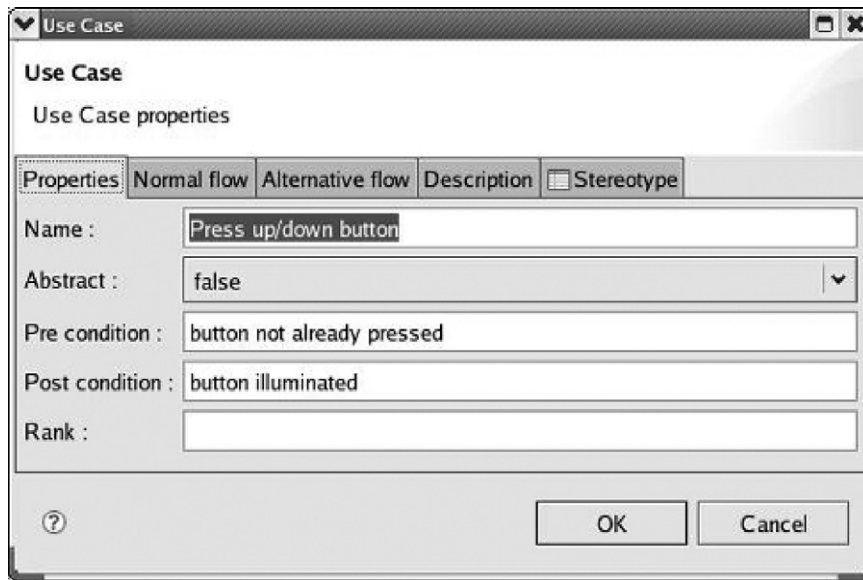 Use Case
Use Case
Use Case properties
Properties Normal flow Alternative flow Description Stereotype
Name : Press up/down button
Abstract : false
Pre condition : button not already pressed
Post condition : button illuminated
Rank :
? OK Cancel